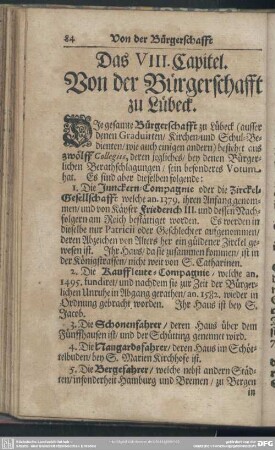 84 Von der Bürgerschafft
Das VIII. Capitel.
Von der Bürgerschafft
zu Lübeck.
DIe gesamte Bürgerschafft zu Lübeck (ausser
denen Graduirten / Kirchen- und Schul-Be-
dienten / wie auch einigen andern) bestehet aus
zwölff Collegiis, deren jegliches / bey denen Bürger-
lichen Berathschlagungen / sein besonderes Votum
hat. Es sind aber dieselben folgende:
1. Die Junckern-Compagnie oder die Zirckel-
Gesellschafft welche an. 1379. ihren Anfang genom-
men / und von Käyser Friederich III. und dessen Nach-
folgern am Reich bestättiget worden. Es werden in
dieselbe nur Patricii oder Geschlechter aufgenommen /
deren Abzeichen von Alters her ein güldener Zirckel ge-
wesen ist. Ihr Haus / da sie zusammen kommen / ist in
der Königstrassen / nicht weit von S. Catharinen.
2. Die Kauffleute-Compagnie, welche an.
1495. fundiret / und nachdem sie zur Zeit der Bürger-
lichen Unruhe in Abgang gerathen / an. 1582. wieder in
Ordnung gebracht worden. Ihr Haus ist bey S.
Jacob.
3. Die Schonenfahrer / deren Haus über dem
Fünffhausen ist / und der Schütting genennet wird.
4. Die Naugardsfahrer / deren Haus im Schöt-
telbuden / bey S. Marien Kirchhofe ist.
5. Die Bergefahrer / welche nebst andern Städ-
ten / insonderheit Hamburg und Bremen / zu Bergen
in